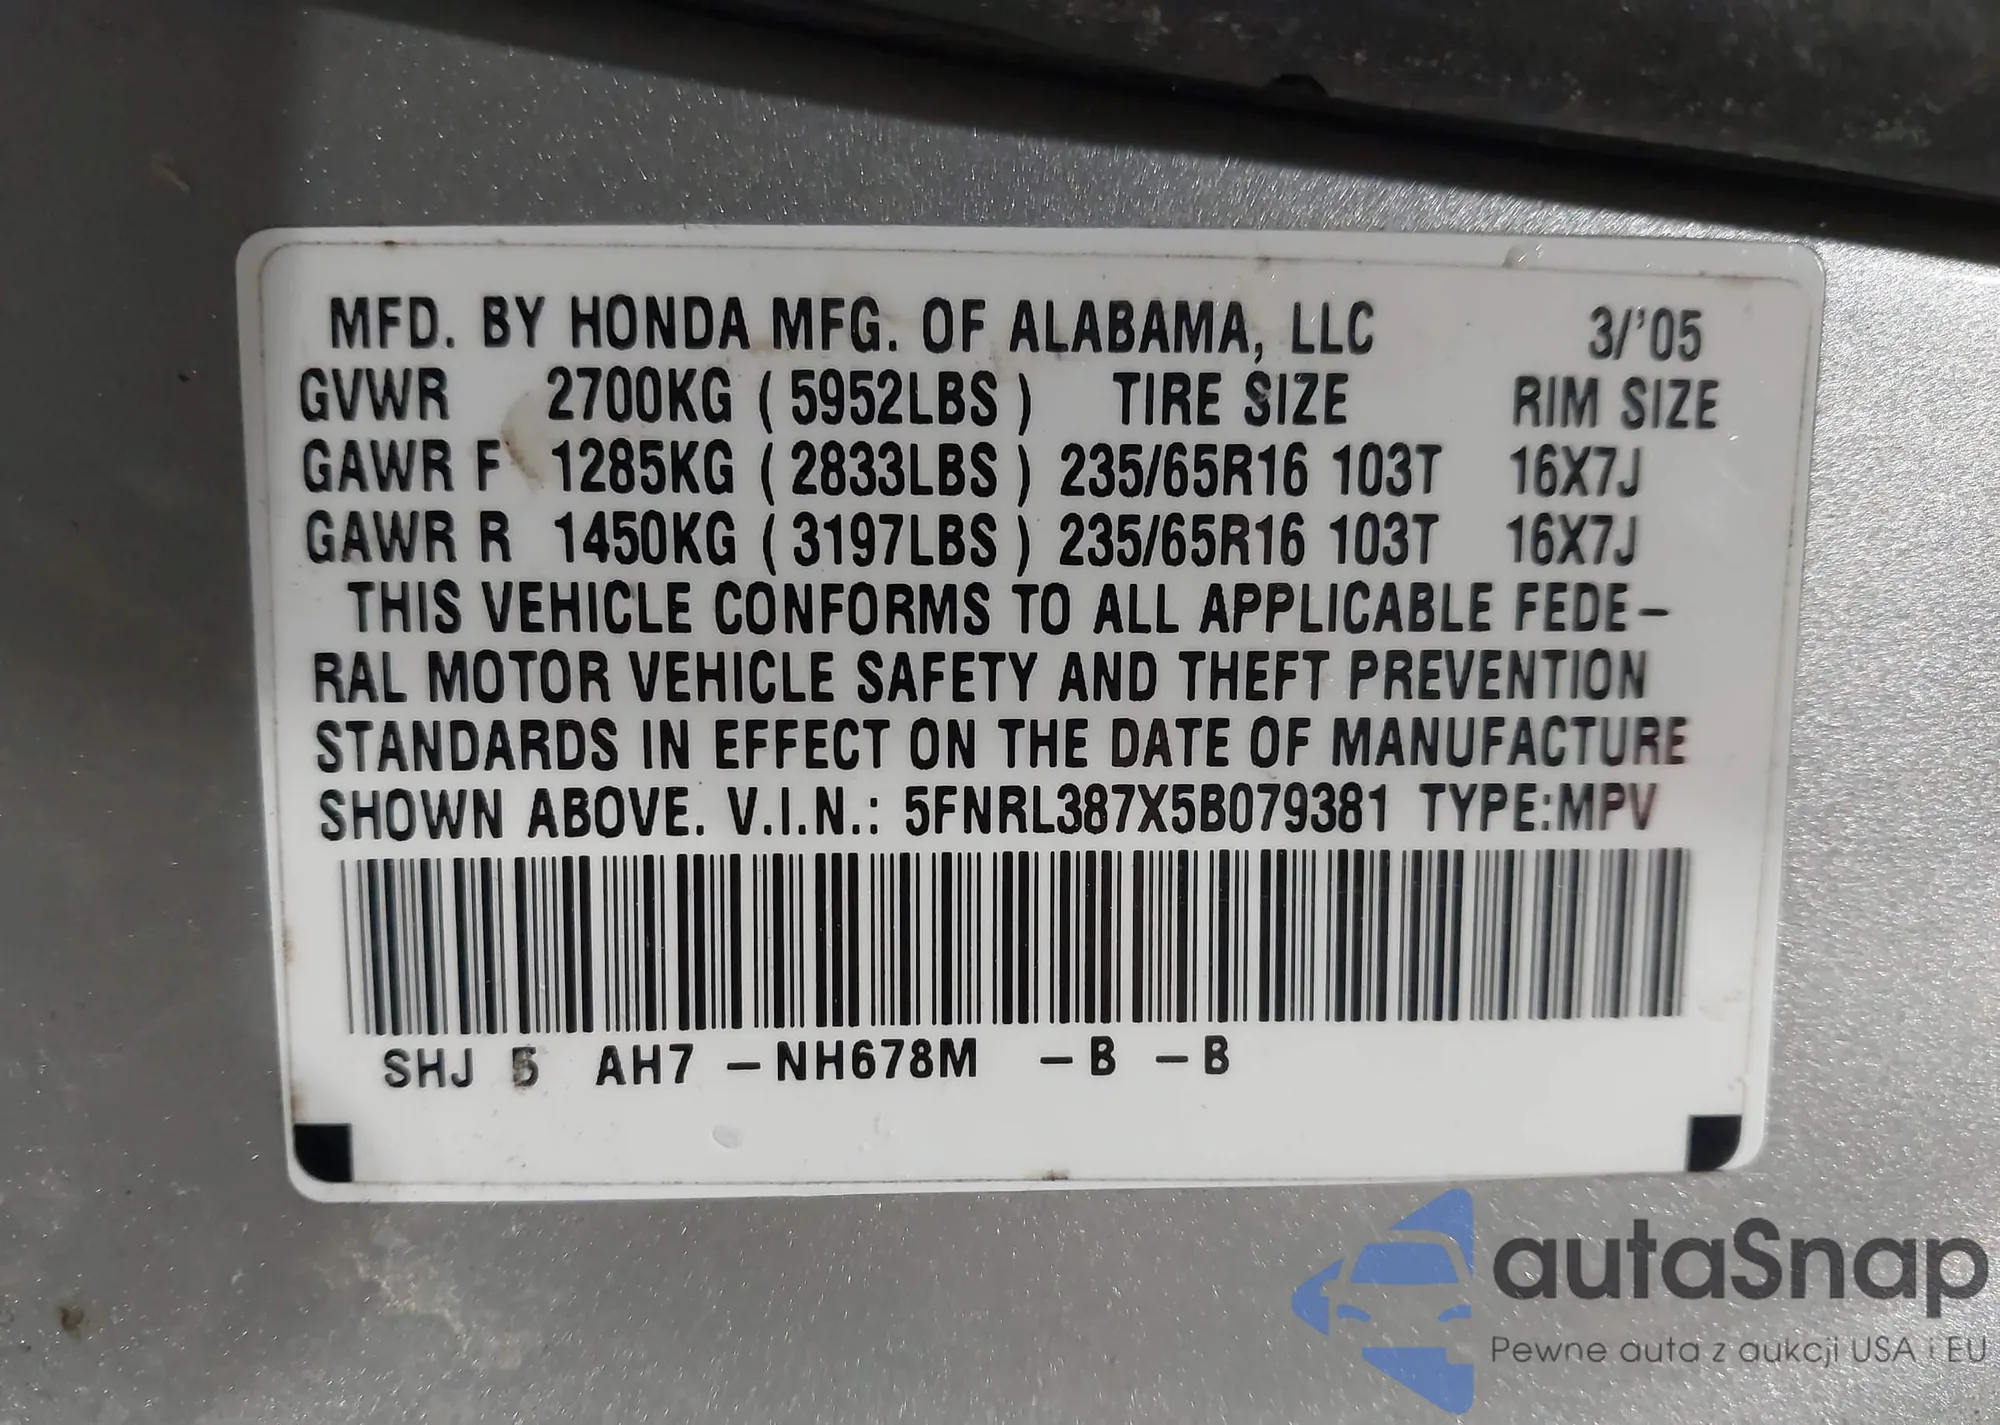 MFD. BY HONDA MFG. OF ALABAMA, LLC 3/'05
GVWR 2700KG ( 5952LBS ) TIRE SIZE RIM SIZE
GAWR F 1285KG ( 2833LBS ) 235/65R16 103T 16X7J
GAWR R 1450KG ( 3197LBS ) 235/65R16 103T 16X7J
THIS VEHICLE CONFORMS TO ALL APPLICABLE FEDE-
RAL MOTOR VEHICLE SAFETY AND THEFT PREVENTION
STANDARDS IN EFFECT ON THE DATE OF MANUFACTURE
SHOWN ABOVE. V.I.N.: 5FNRL387X5B079381 TYPE:MPV
SHJ 5 AH7 -NH678M -B -B
autaSnap
Pewne auta z aukcji USA i EU